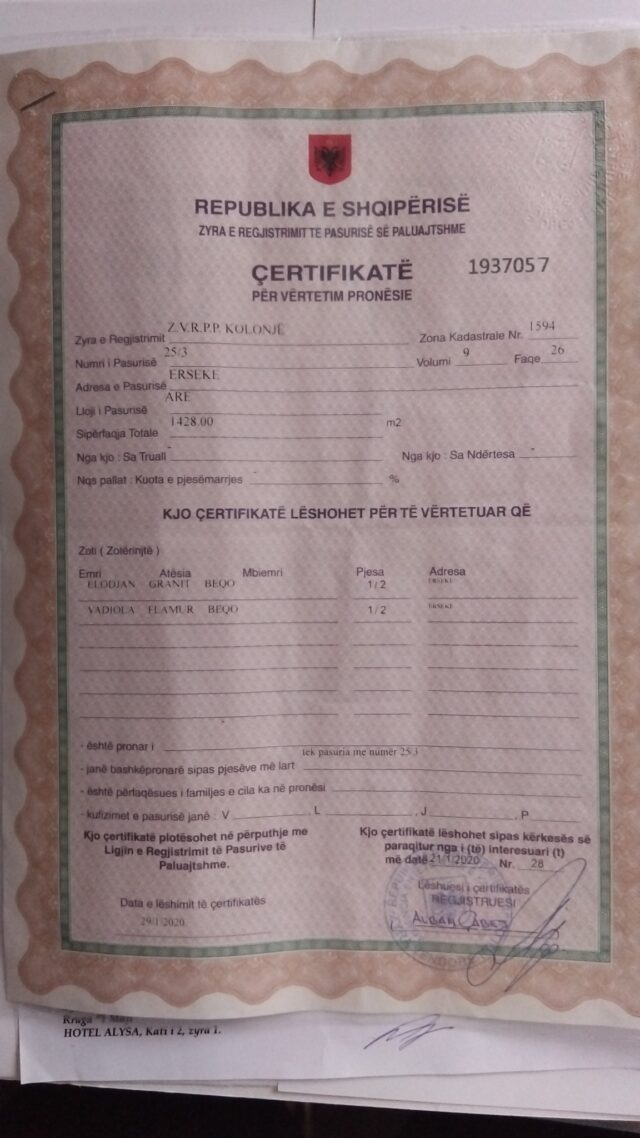 REPUBLIKA E SHQIPËRISË
ZYRA E REGJISTRIMIT TE PASURISË SË PALUAJTSHME
ÇERTIFIKATË 1937057
PËR VËRTETIM PRONËSIE
Zyra e Regjistrimit Z.V.R.P.P. KOLONJË Zona Kadastrale Nr. 1594
Numri i Pasurisë 25/3 Volumi 9 Faqe 26
Adresa e Pasurisë ERSEKE
Lloji i Pasurisë ARE
Sipërfaqja Totale 1428.00 m2
Nga kjo : Sa Trualli - Nga kjo : Sa Ndërtesa -
Nqs pallat : Kuota e pjesëmarrjes - %
KJO ÇERTIFIKATË LËSHOHET PËR TË VËRTETUAR QË
Zoti ( Zotërinjtë )
Emri Atësia Mbiemri Pjesa Adresa
ELODJAN GRANIT BEQO 1/2 ERSEKE
VADIOLA FLAMUR BEQO 1/2 ERSEKE
- është pronar i
tek pasuria me numër 25/3
- janë bashkëpronarë sipas pjesëve më lart
- është përfaqësues i familjes e cila ka në pronësi
- kufizimet e pasurisë janë : V , L , J , P
Kjo çertifikatë plotësohet në përputhje me
Ligjin e Regjistrimit të Pasurive të
Paluajtshme.
Kjo çertifikatë lëshohet sipas kërkesës së
paraqitur nga i (të) interesuari (t)
më datë 21/1/2020 Nr. 28
Data e lëshimit të çertifikatës
29/1/2020
Lëshuesi i çertifikatës
REGJISTRUESI
HOTEL ALYSA, Kati i 2, zyra 1.